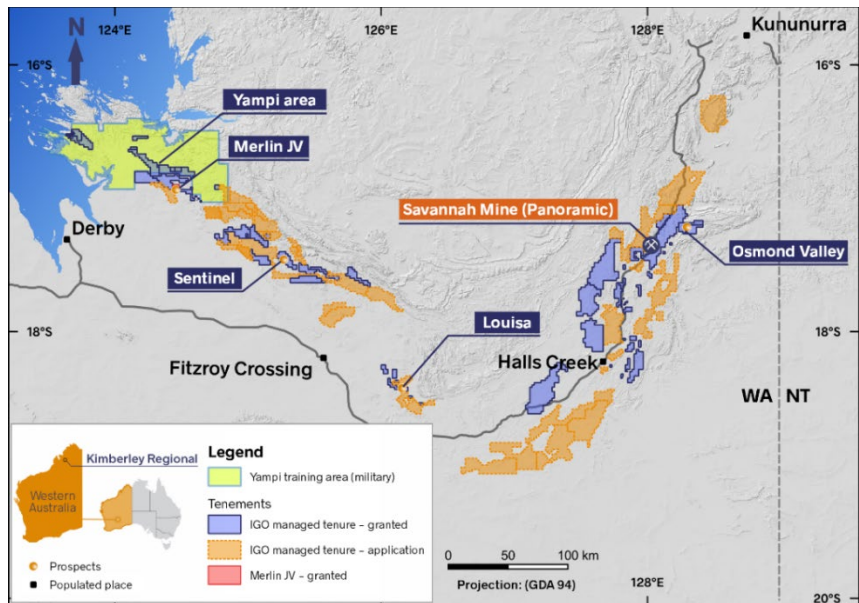 124°E
126°E
128°E
Kununurra
N
16°S
16°S
Yampi area
Merlin JV
Derby
Savannah Mine (Panoramic)
Osmond Valley
Sentinel
18°S
Louisa
18°S
Fitzroy Crossing
Halls Creek
WA
NT
Kimberley Regional
Western
Australia
Prospects
Populated place
Legend
Yampi training area (military)
Tenements
IGO managed tenure – granted
IGO managed tenure – application
Merlin JV – granted
0 50 100 km
Projection: (GDA 94)
128°E
20°S